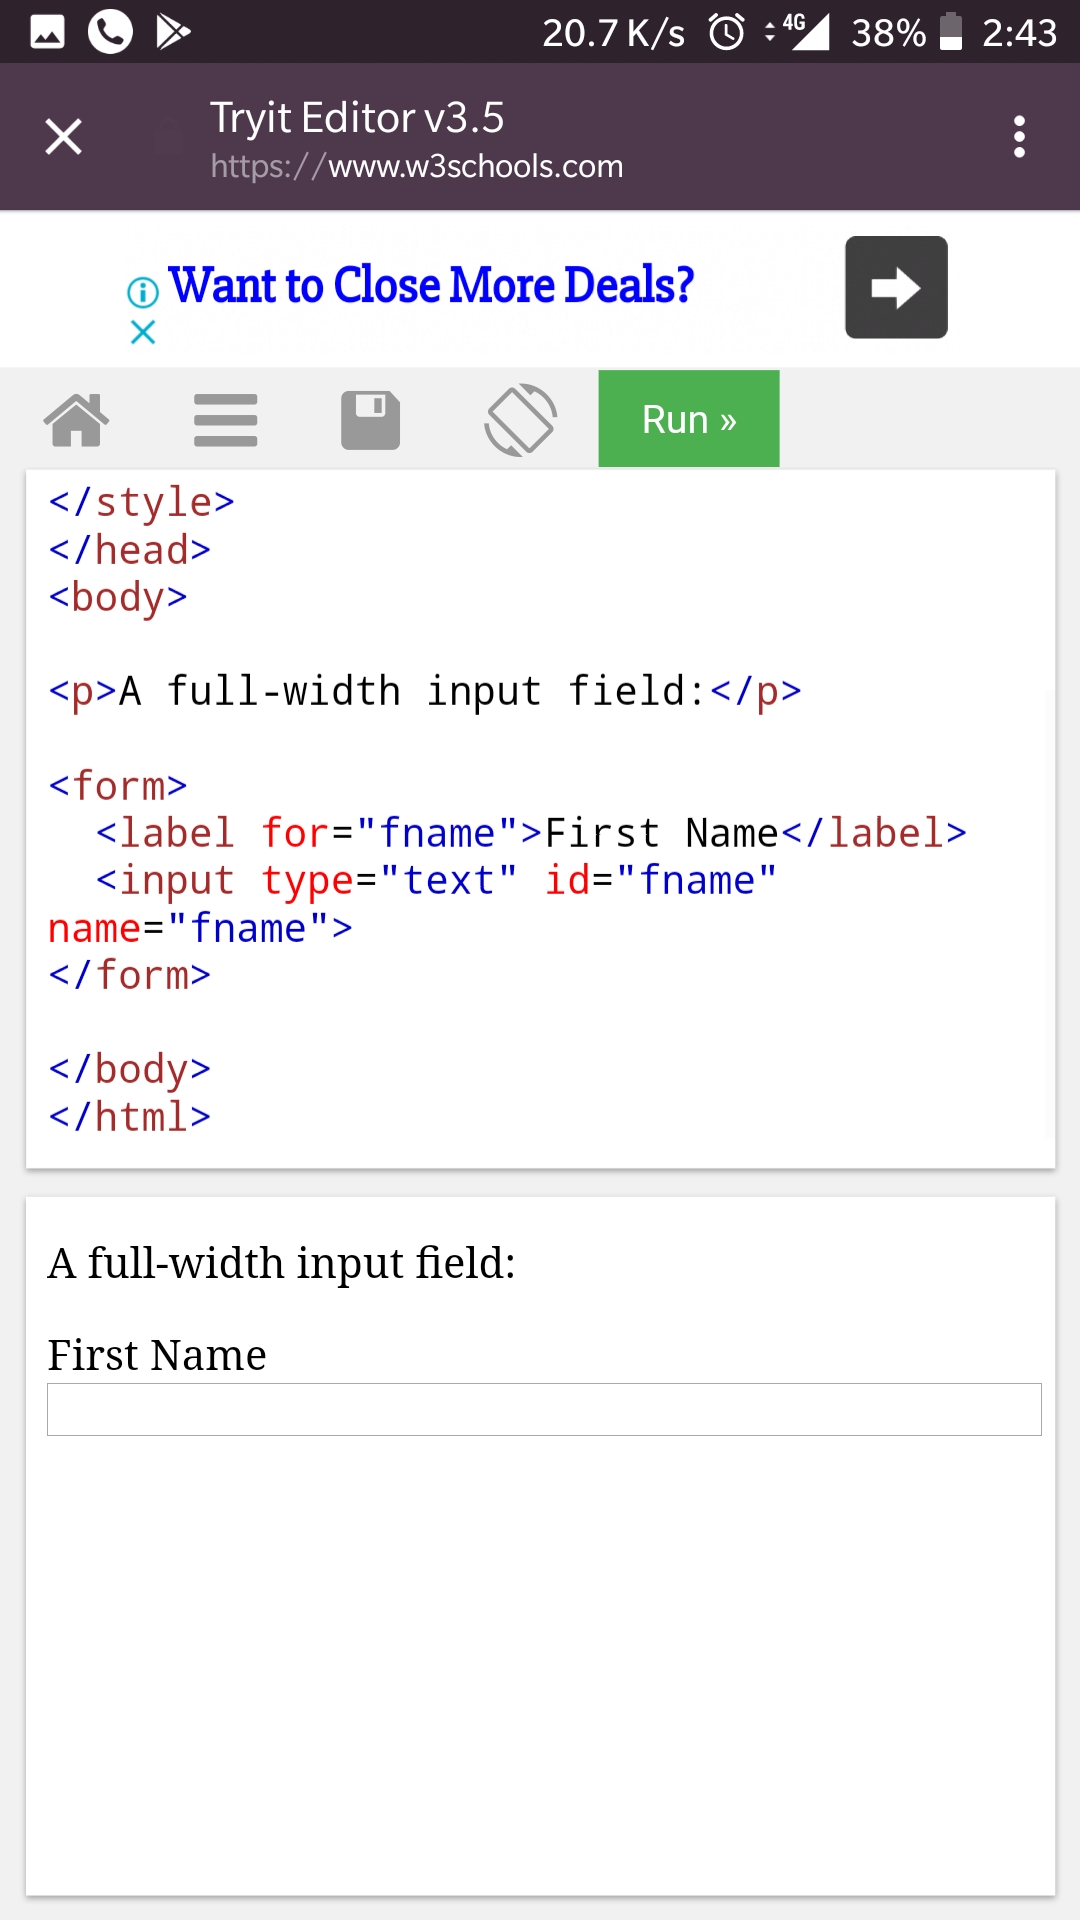 20.7 K/s 4G 38% 2:43
Tryit Editor v3.5
https://www.w3schools.com
Want to Close More Deals?
Run »
</style>
</head>
<body>
<p>A full-width input field:</p>
<form>
<label for="fname">First Name</label>
<input type="text" id="fname"
name="fname">
</form>
</body>
</html>
A full-width input field:
First Name